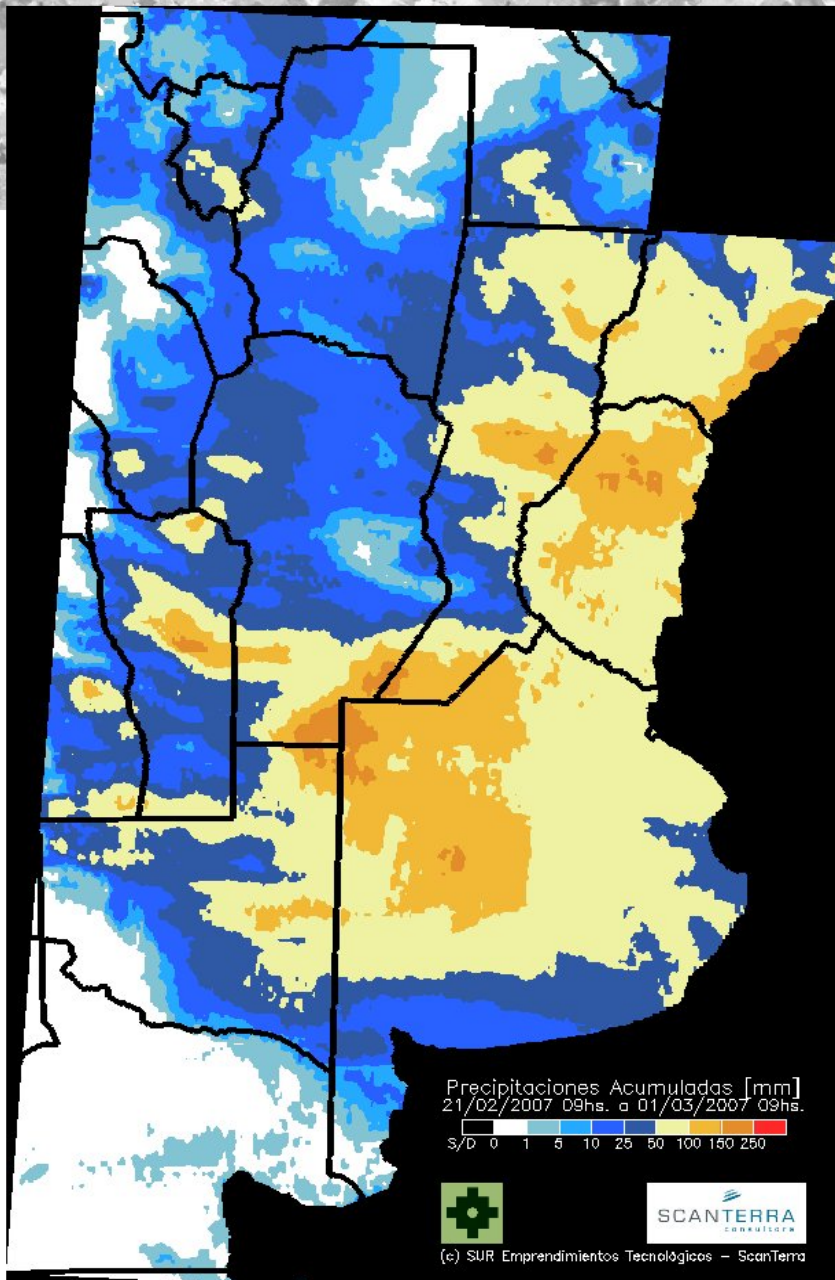 Precipitaciones Acumuladas [mm]
21/02/2007 09hs. a 01/03/2007 09hs.
S/D 0 1 5 10 25 50 100 150 250
SCANTERRA
consultora
(c) SUR Emprendimientos Tecnológicos - ScanTerra